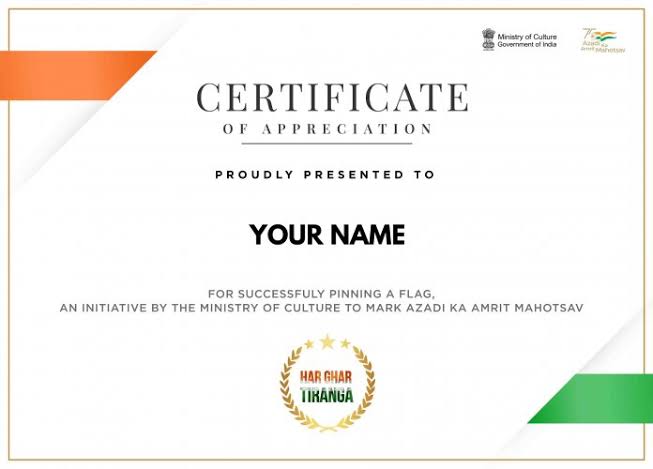 Ministry of Culture
Government of India
75
Azadi
Ka
Amrit Mahotsav
CERTIFICATE
OF APPRECIATION
PROUDLY PRESENTED TO
YOUR NAME
FOR SUCCESSFULY PINNING A FLAG,
AN INITIATIVE BY THE MINISTRY OF CULTURE TO MARK AZADI KA AMRIT MAHOTSAV
HAR GHAR
TIRANGA